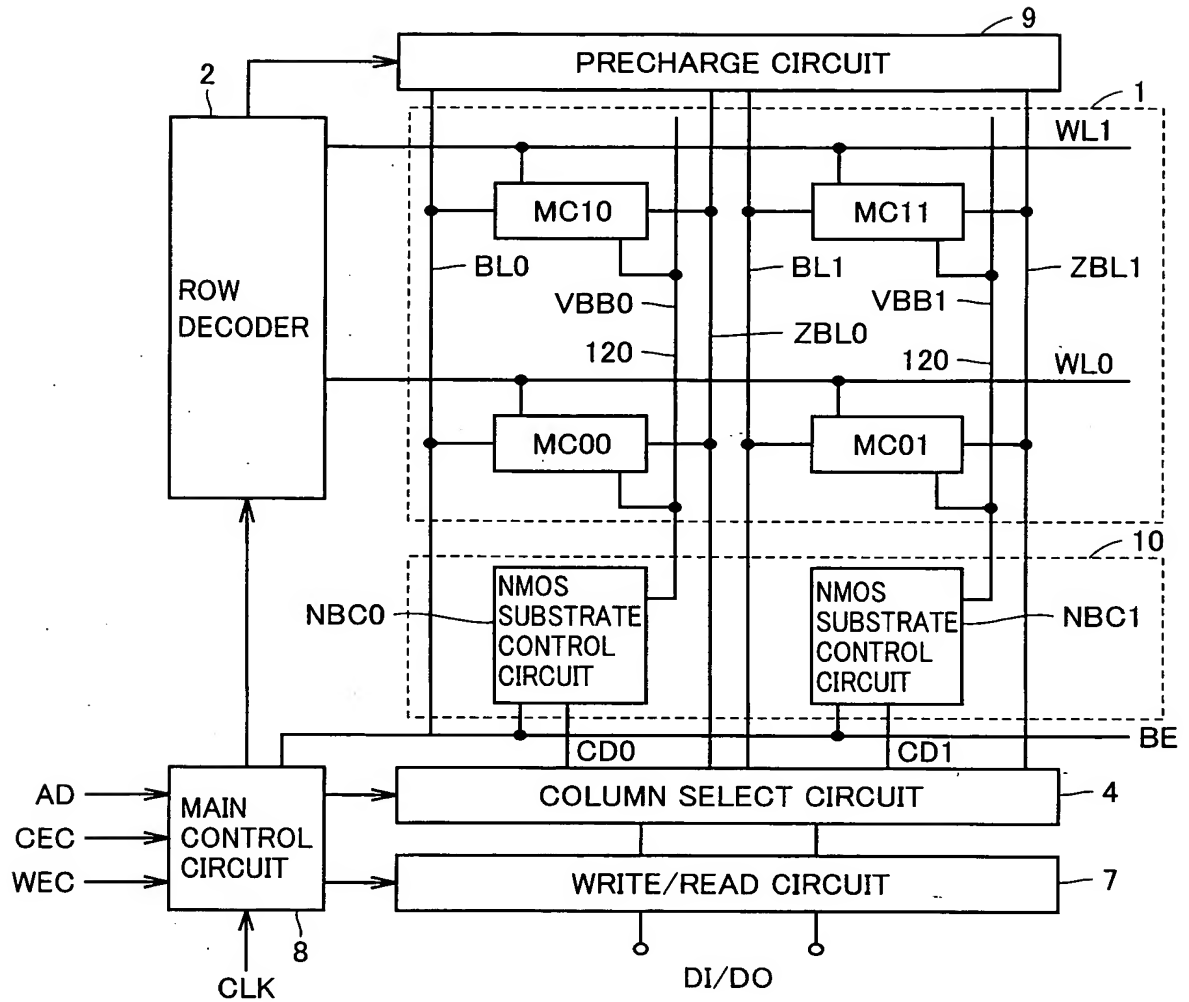 9
PRECHARGE CIRCUIT
2
1
WL1
MC10
MC11
BL0
BL1
ZBL1
ROW
DECODER
VBB0
VBB1
ZBL0
120
120
WL0
MC00
MC01
10
NBC0
NMOS
SUBSTRATE
CONTROL
CIRCUIT
NMOS
SUBSTRATE
CONTROL
CIRCUIT
NBC1
BE
CD0
CD1
AD
CEC
WEC
MAIN
CONTROL
CIRCUIT
COLUMN SELECT CIRCUIT
4
WRITE/READ CIRCUIT
7
8
CLK
DI/DO